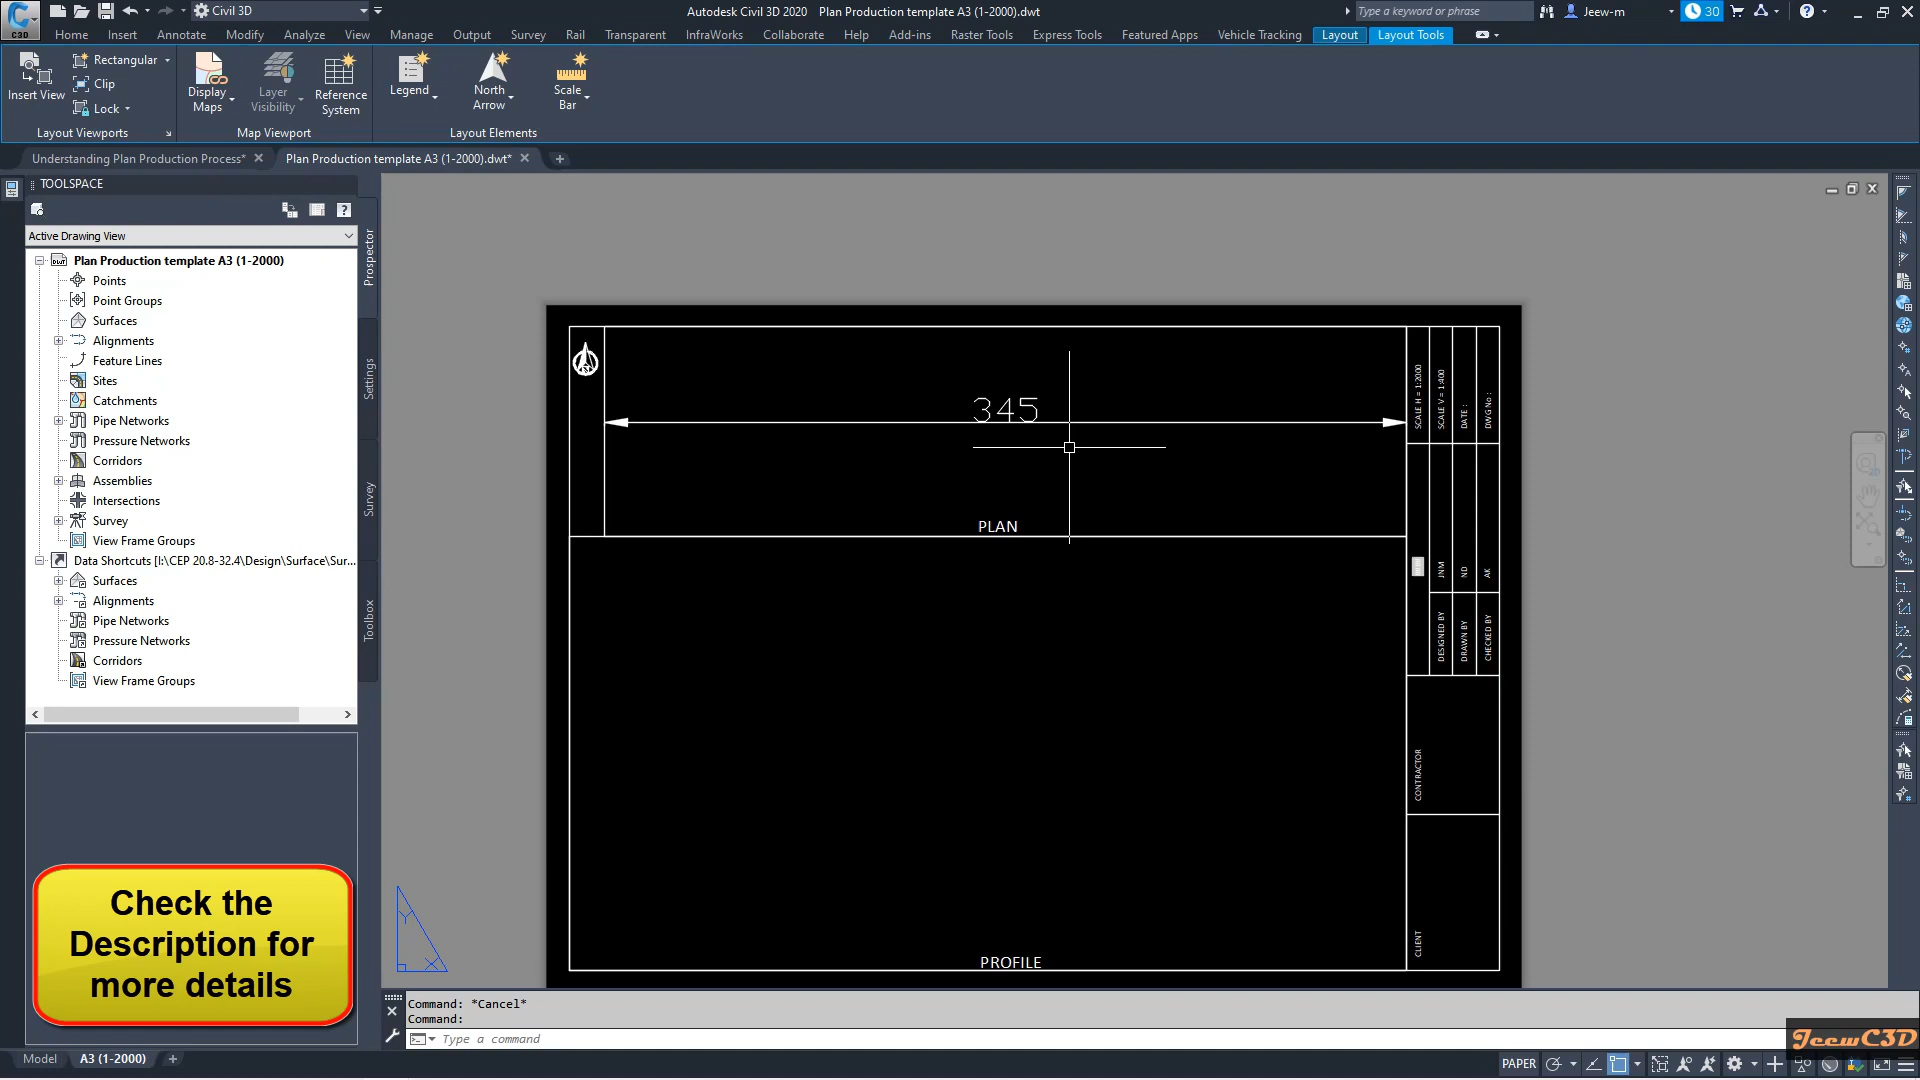 C3D
Civil 3D
Autodesk Civil 3D 2020 Plan Production template A3 (1-2000).dwt
Type a keyword or phrase
Jeew-m
30
Home Insert Annotate Modify Analyze View Manage Output Survey Rail Transparent InfraWorks Collaborate Help Add-ins Raster Tools Express Tools Featured Apps Vehicle Tracking Layout Layout Tools
Insert View
Rectangular
Clip
Lock
Display Maps
Layer Visibility
Reference System
Legend
North Arrow
Scale Bar
Layout Viewports Map Viewport Layout Elements
Understanding Plan Production Process*
Plan Production template A3 (1-2000).dwt*
TOOLSPACE
Active Drawing View
Plan Production template A3 (1-2000)
Points
Point Groups
Surfaces
Alignments
Feature Lines
Sites
Catchments
Pipe Networks
Pressure Networks
Corridors
Assemblies
Intersections
Survey
View Frame Groups
Data Shortcuts [I:\CEP 20.8-32.4\Design\Surface\Sur...
Surfaces
Alignments
Pipe Networks
Pressure Networks
Corridors
View Frame Groups
Prospector
Settings
Survey
Toolbox
345
PLAN
PROFILE
SCALE H = 1:2000
SCALE V = 1:400
DATE :
DWG No :
JNM
ND
AK
DESIGNED BY
DRAWN BY
CHECKED BY
CONTRACTOR
CLIENT
Y
X
Check the
Description for
more details
Command: *Cancel*
Command:
Type a command
Model
A3 (1-2000)
PAPER
JeewC3D